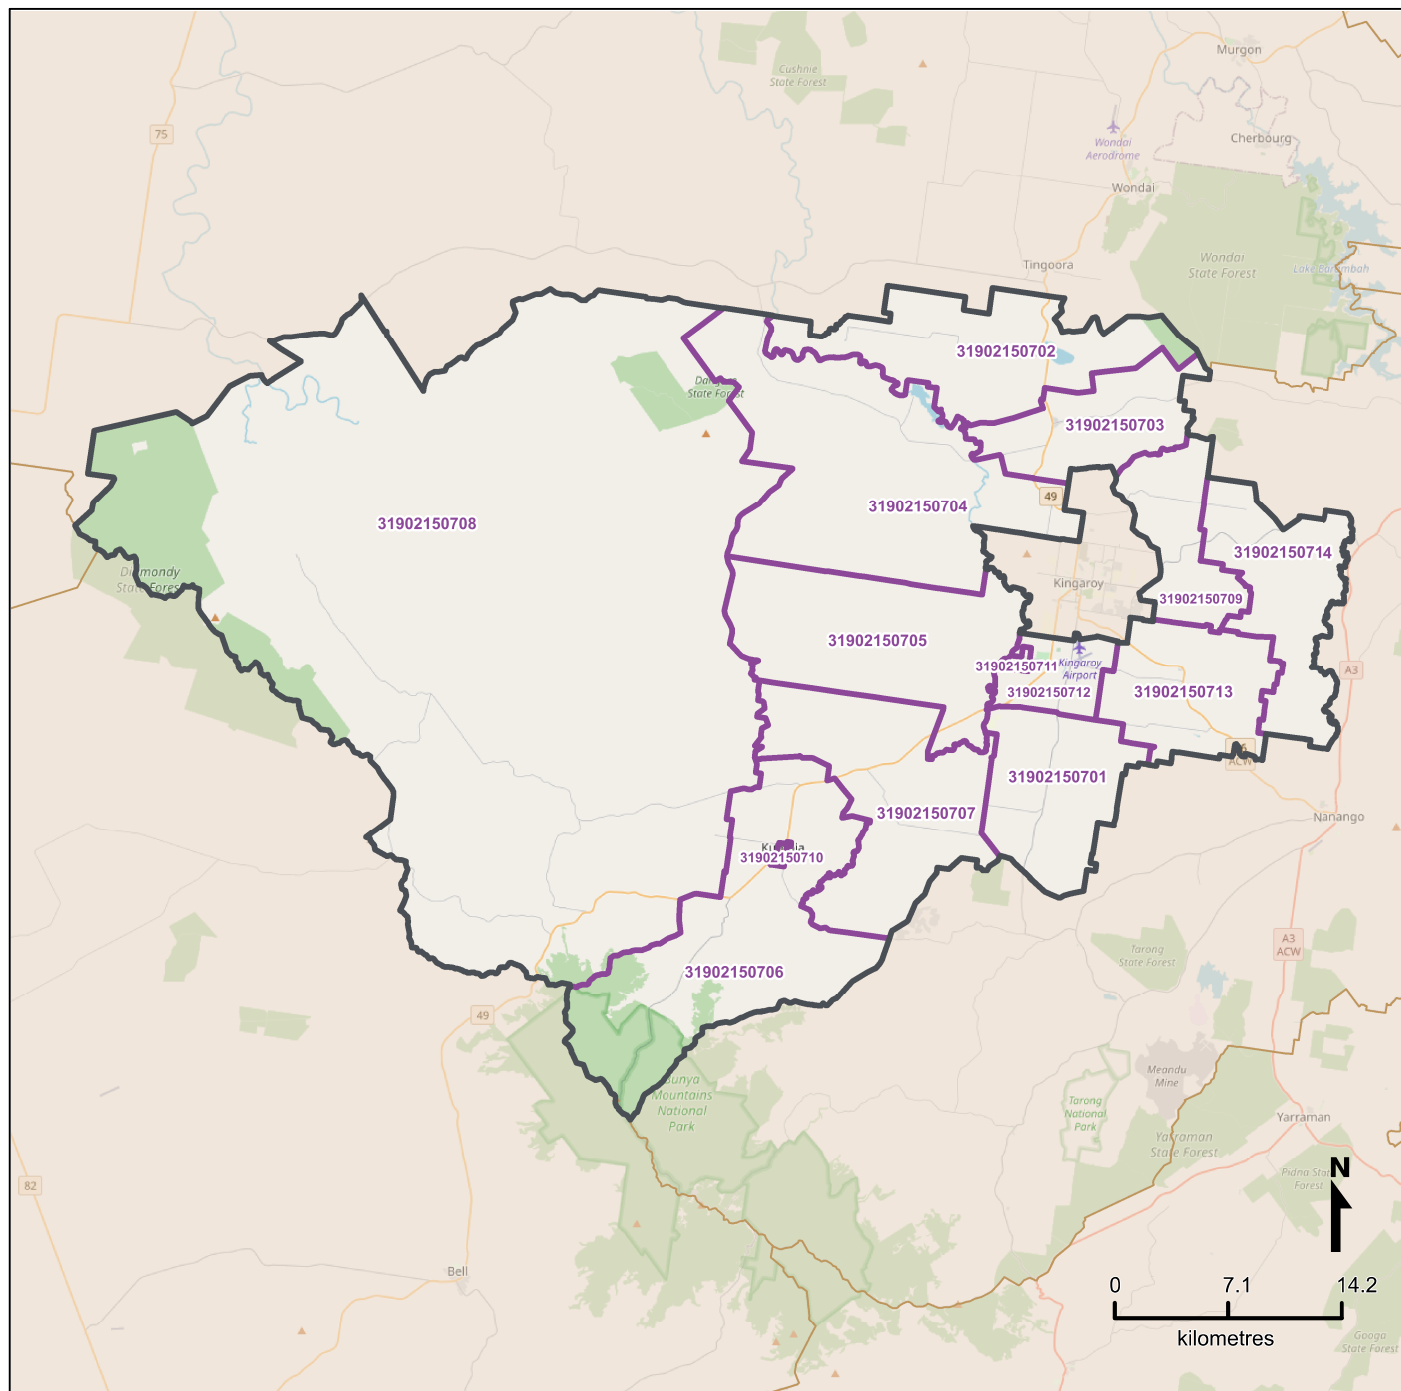 Murgon
Cushnie
State Forest
75
Wondai
Aerodrome
Cherbourg
Wondai
Wondai
State Forest
Tingoora
Lake Barambah
31902150702
31902150703
31902150708
31902150704
49
31902150714
Kingaroy
31902150709
31902150705
31902150711
Kingaroy
Airport
31902150712
31902150713
A3
ACW
31902150701
31902150707
Nanango
31902150710
31902150706
A3
ACW
Tarong
State Forest
49
Meandu
Mine
Bunya
Mountains
National
Park
Tarong
National
Park
Yarraman
Yarraman
State Forest
82
N
Bell
0 7.1 14.2
kilometres
Googa
State Forest